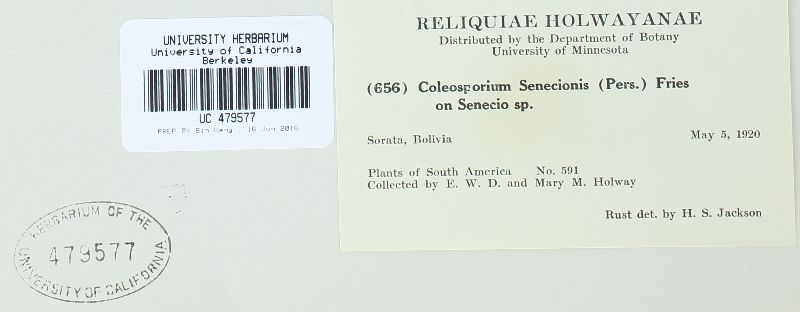 UNIVERSITY HERBARIUM
University of California
Berkeley
UC 479577
PREP BY Bin Wang , 16 Jun 2016
HERBARIUM OF THE
479577
UNIVERSITY OF CALIFORNIA
RELIQUIAE HOLWAYANAE
Distributed by the Department of Botany
University of Minnesota
(656) Coleosporium Senecionis (Pers.) Fries
on Senecio sp.
Sorata, Bolivia May 5, 1920
Plants of South America No. 591
Collected by E. W. D. and Mary M. Holway
Rust det. by H. S. Jackson